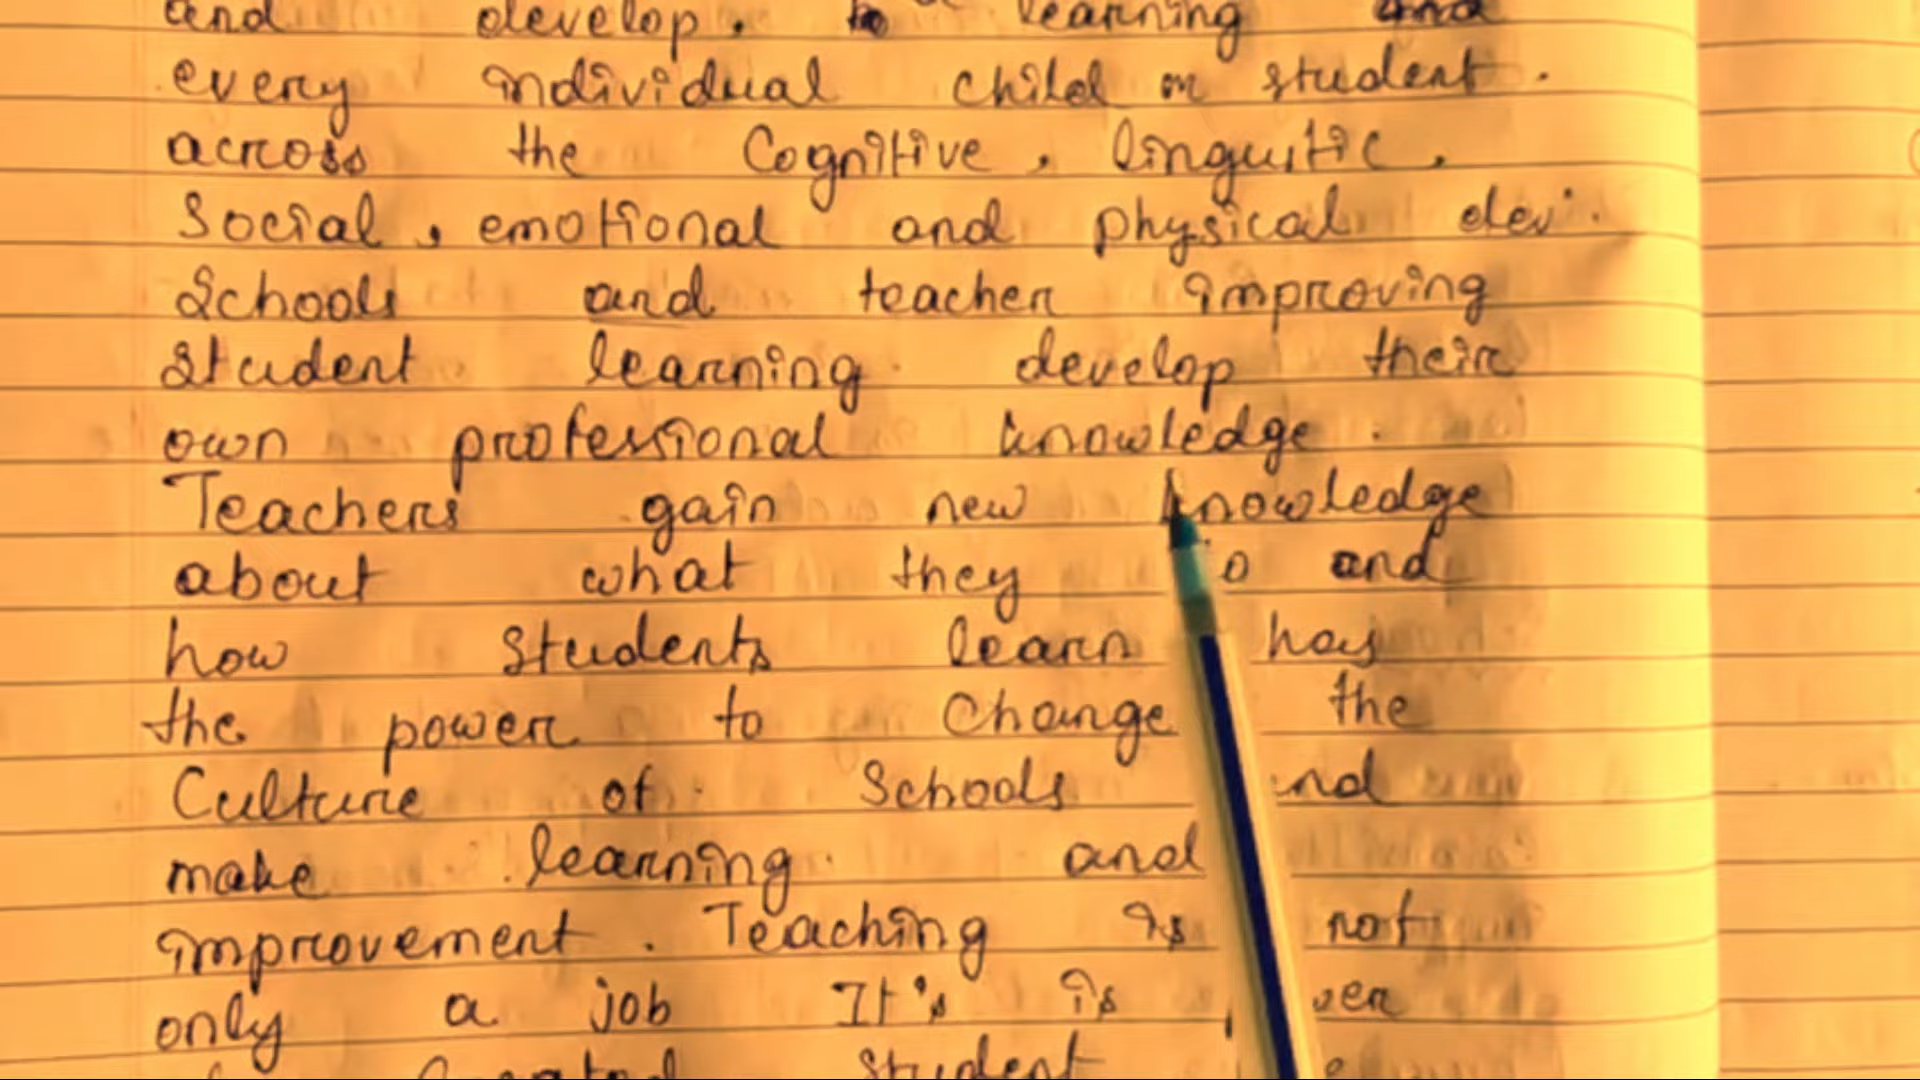 and develop, to learning and
every individual child or student.
across the Cognitive, linguitic,
Social, emotional and physical dev.
Schools and teacher improving
student learning develop their
own professional knowledge.
Teachers gain new knowledge
about what they and
how students learn has
the power to Change the
Culture of Schools
make learning and
improvement. Teaching is not
only a job It's is
student